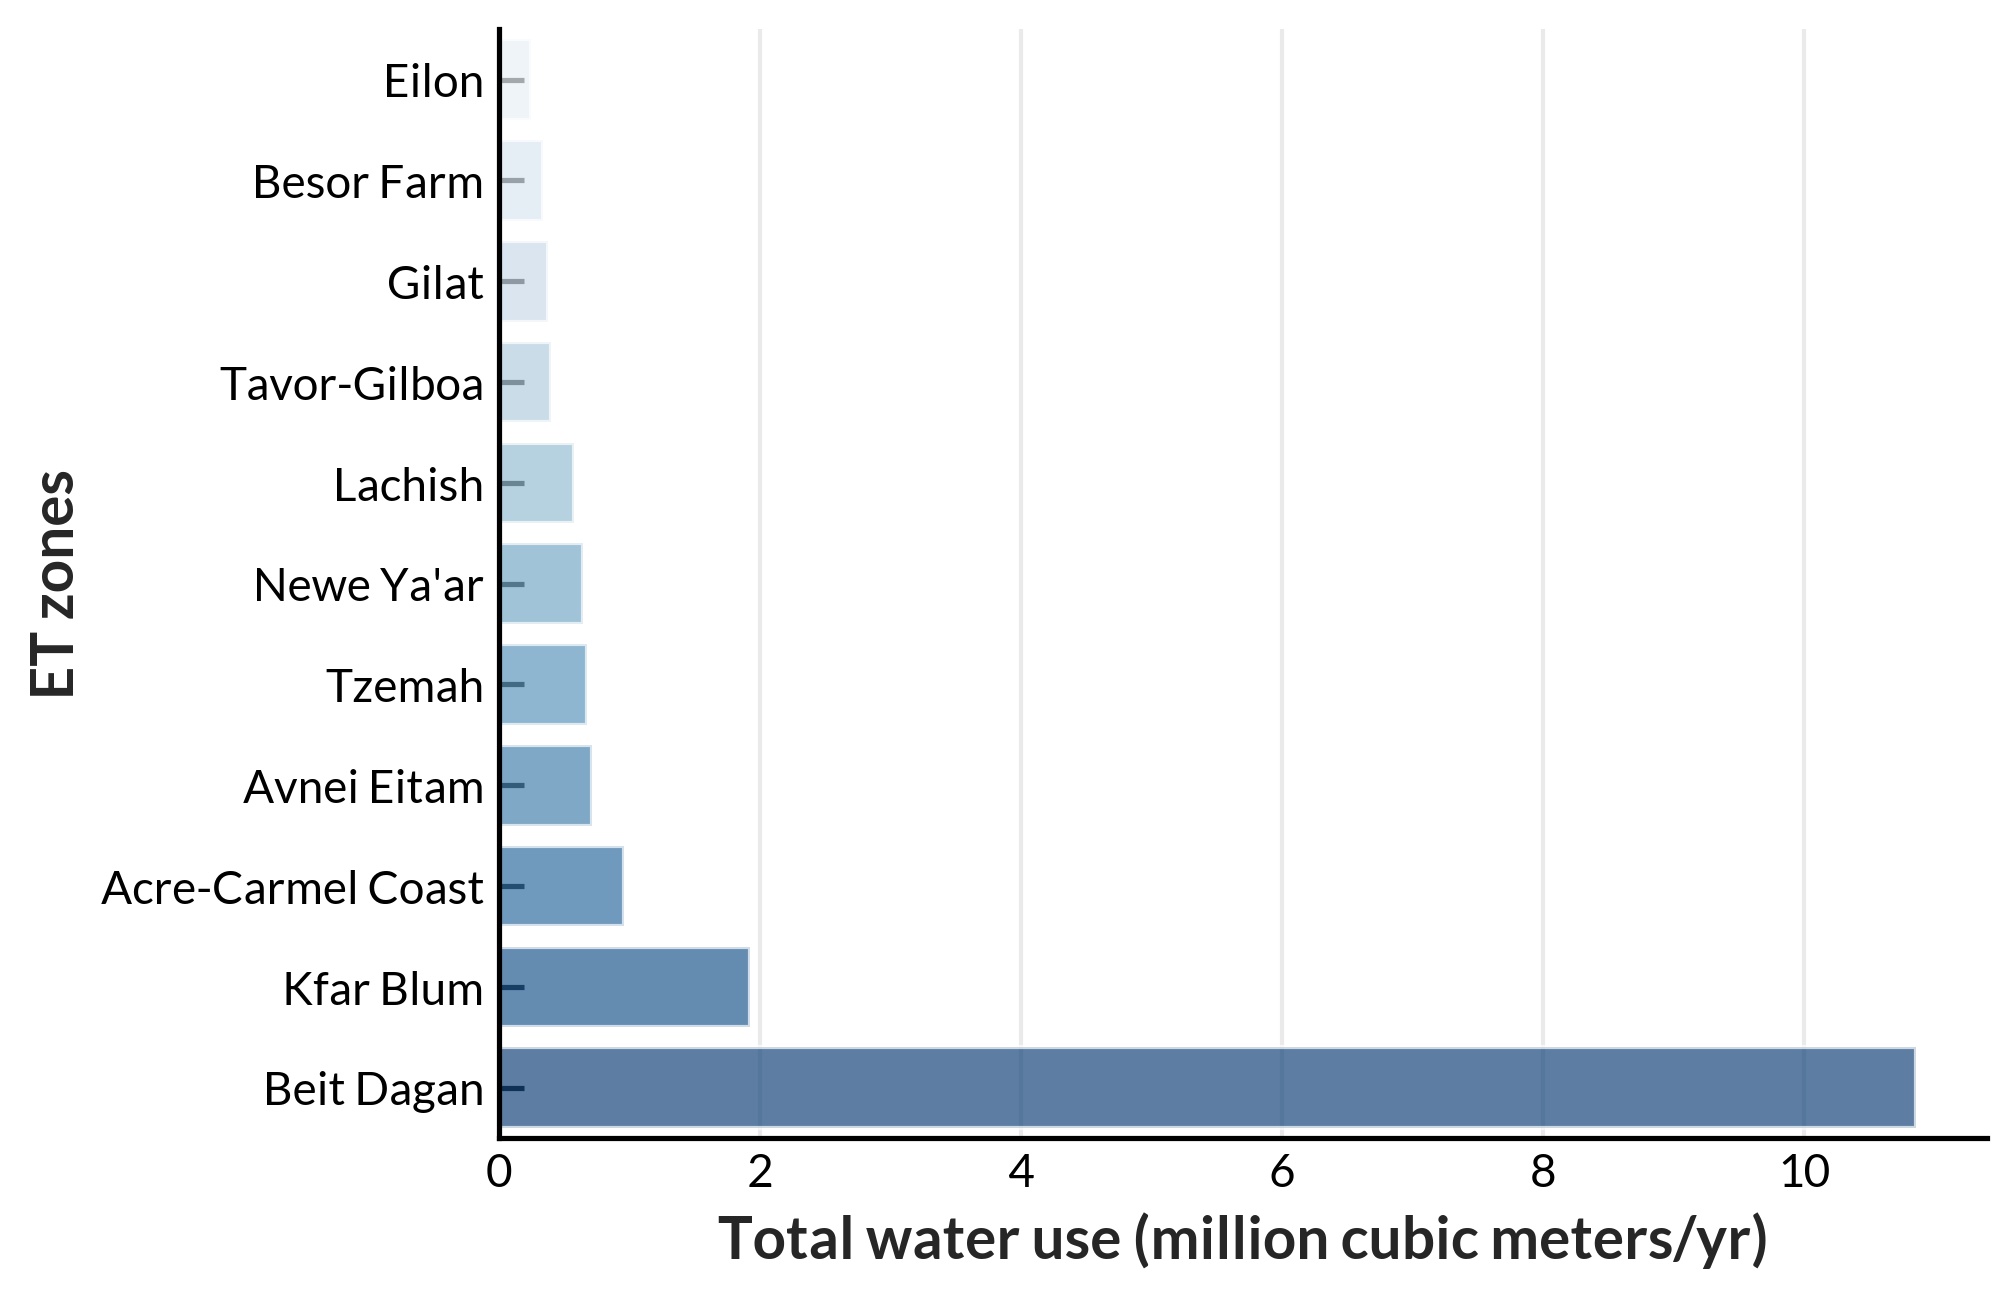 Eilon
Besor Farm
Gilat
Tavor-Gilboa
Lachish
Newe Ya'ar
Tzemah
Avnei Eitam
Acre-Carmel Coast
Kfar Blum
Beit Dagan
ET zones
0 2 4 6 8 10
Total water use (million cubic meters/yr)